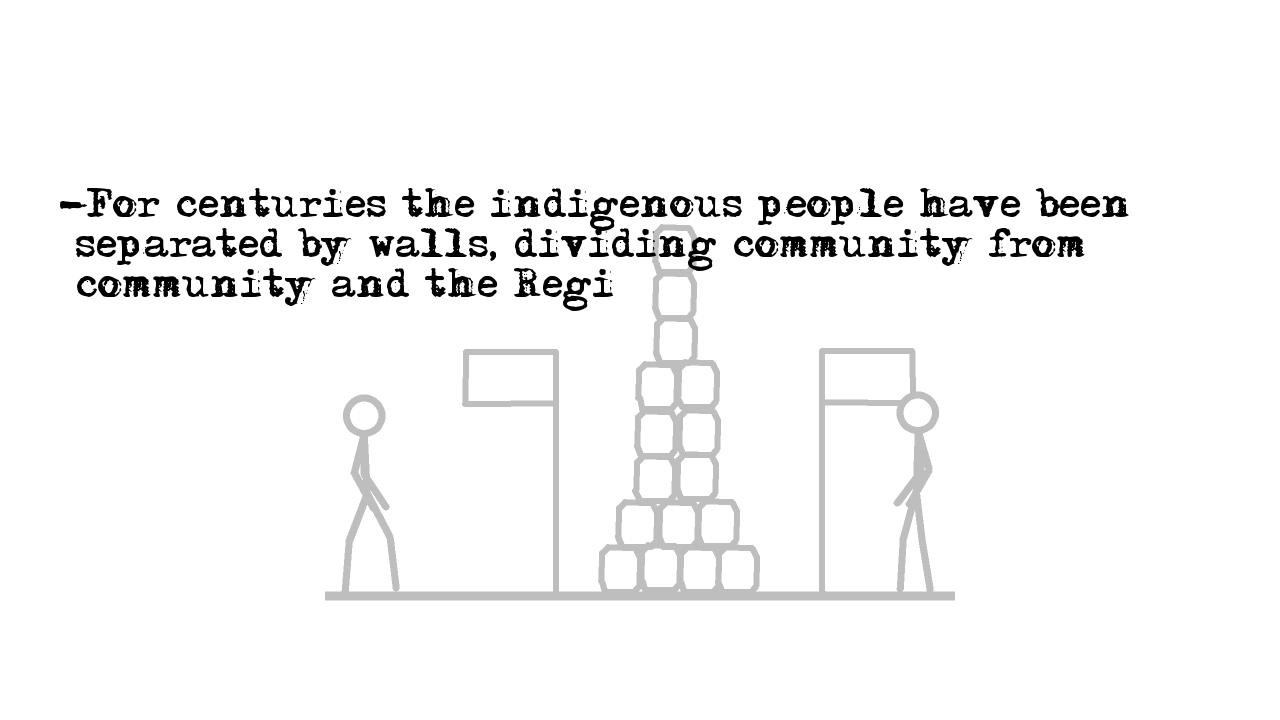 -For centuries the indigenous people have been
separated by walls, dividing community from
community and the Regi